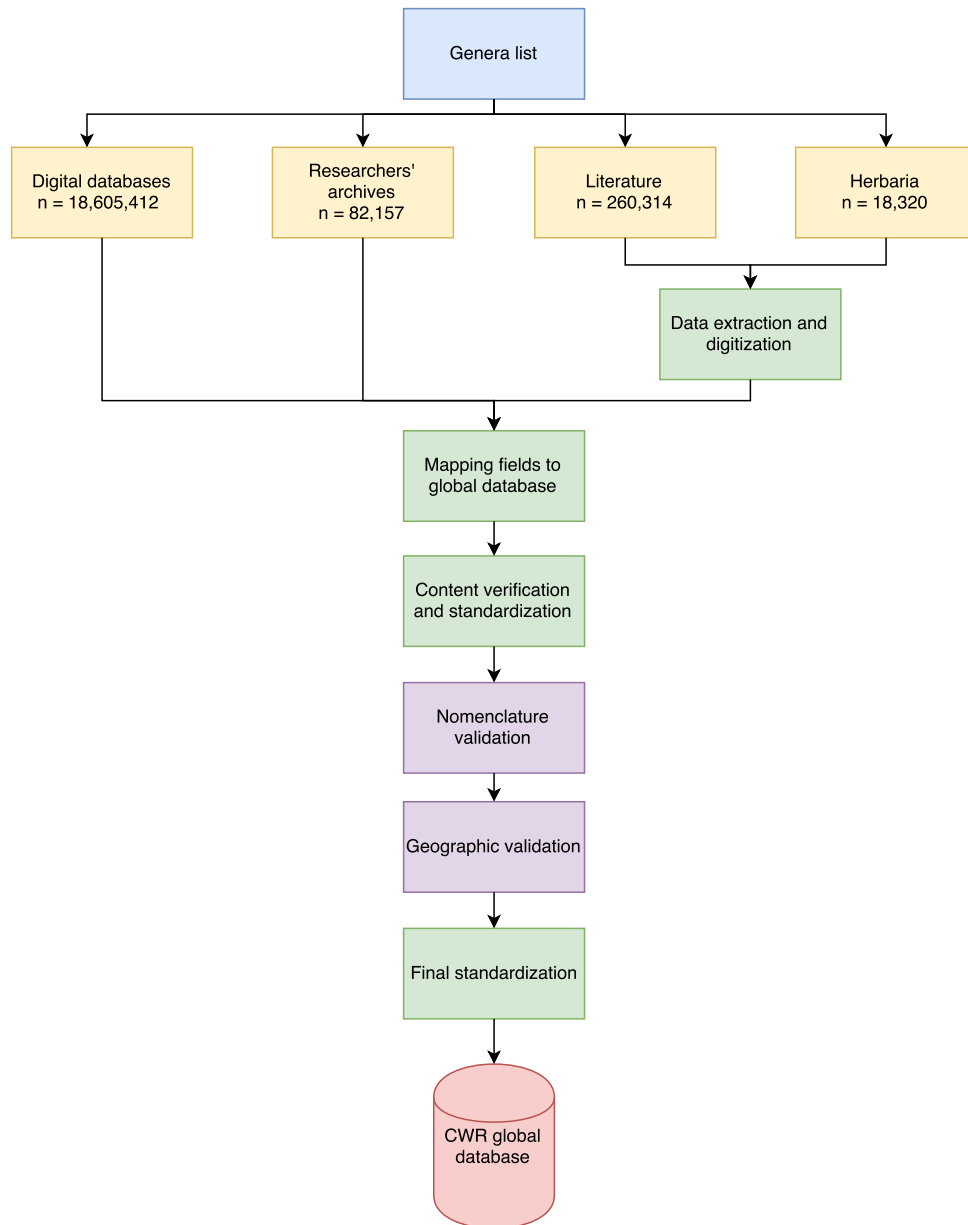 Genera list
Digital databases
n = 18,605,412
Researchers'
archives
n = 82,157
Literature
n = 260,314
Herbaria
n = 18,320
Data extraction and
digitization
Mapping fields to
global database
Content verification
and standardization
Nomenclature
validation
Geographic validation
Final standardization
CWR global
database